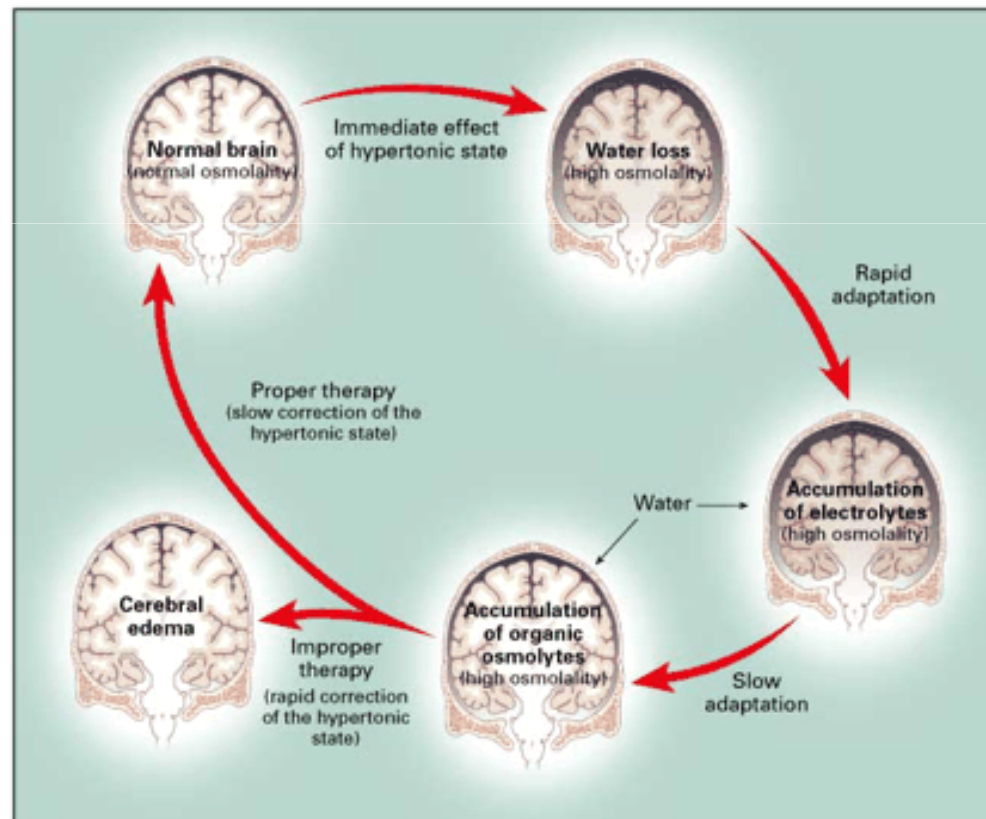 Normal brain
(normal osmolality)
Immediate effect
of hypertonic state
Water loss
(high osmolality)
Rapid
adaptation
Accumulation
of electrolytes
(high osmolality)
Water
Slow
adaptation
Accumulation
of organic
osmolytes
(high osmolality)
Proper therapy
(slow correction of the
hypertonic state)
Improper
therapy
(rapid correction
of the hypertonic
state)
Cerebral
edema